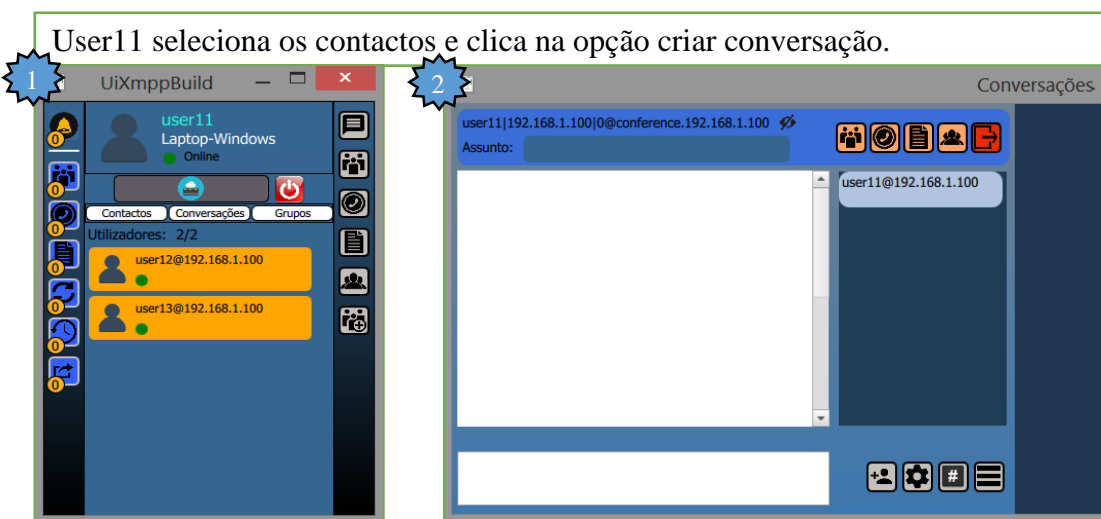 User11 seleciona os contactos e clica na opção criar conversação.
1
UiXmppBuild
user11
Laptop-Windows
Online
Contactos Conversações Grupos
Utilizadores: 2/2
user12@192.168.1.100
user13@192.168.1.100
0
0
0
0
0
0
0
2
Conversações
user11|192.168.1.100|0@conference.192.168.1.100
Assunto:
user11@192.168.1.100
#